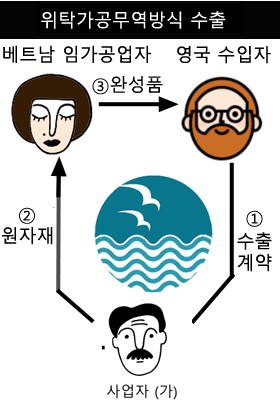 위탁가공무역방식 수출
베트남 임가공업자 영국 수입자
③완성품
②
원자재
①
수출
계약
사업자 (가)